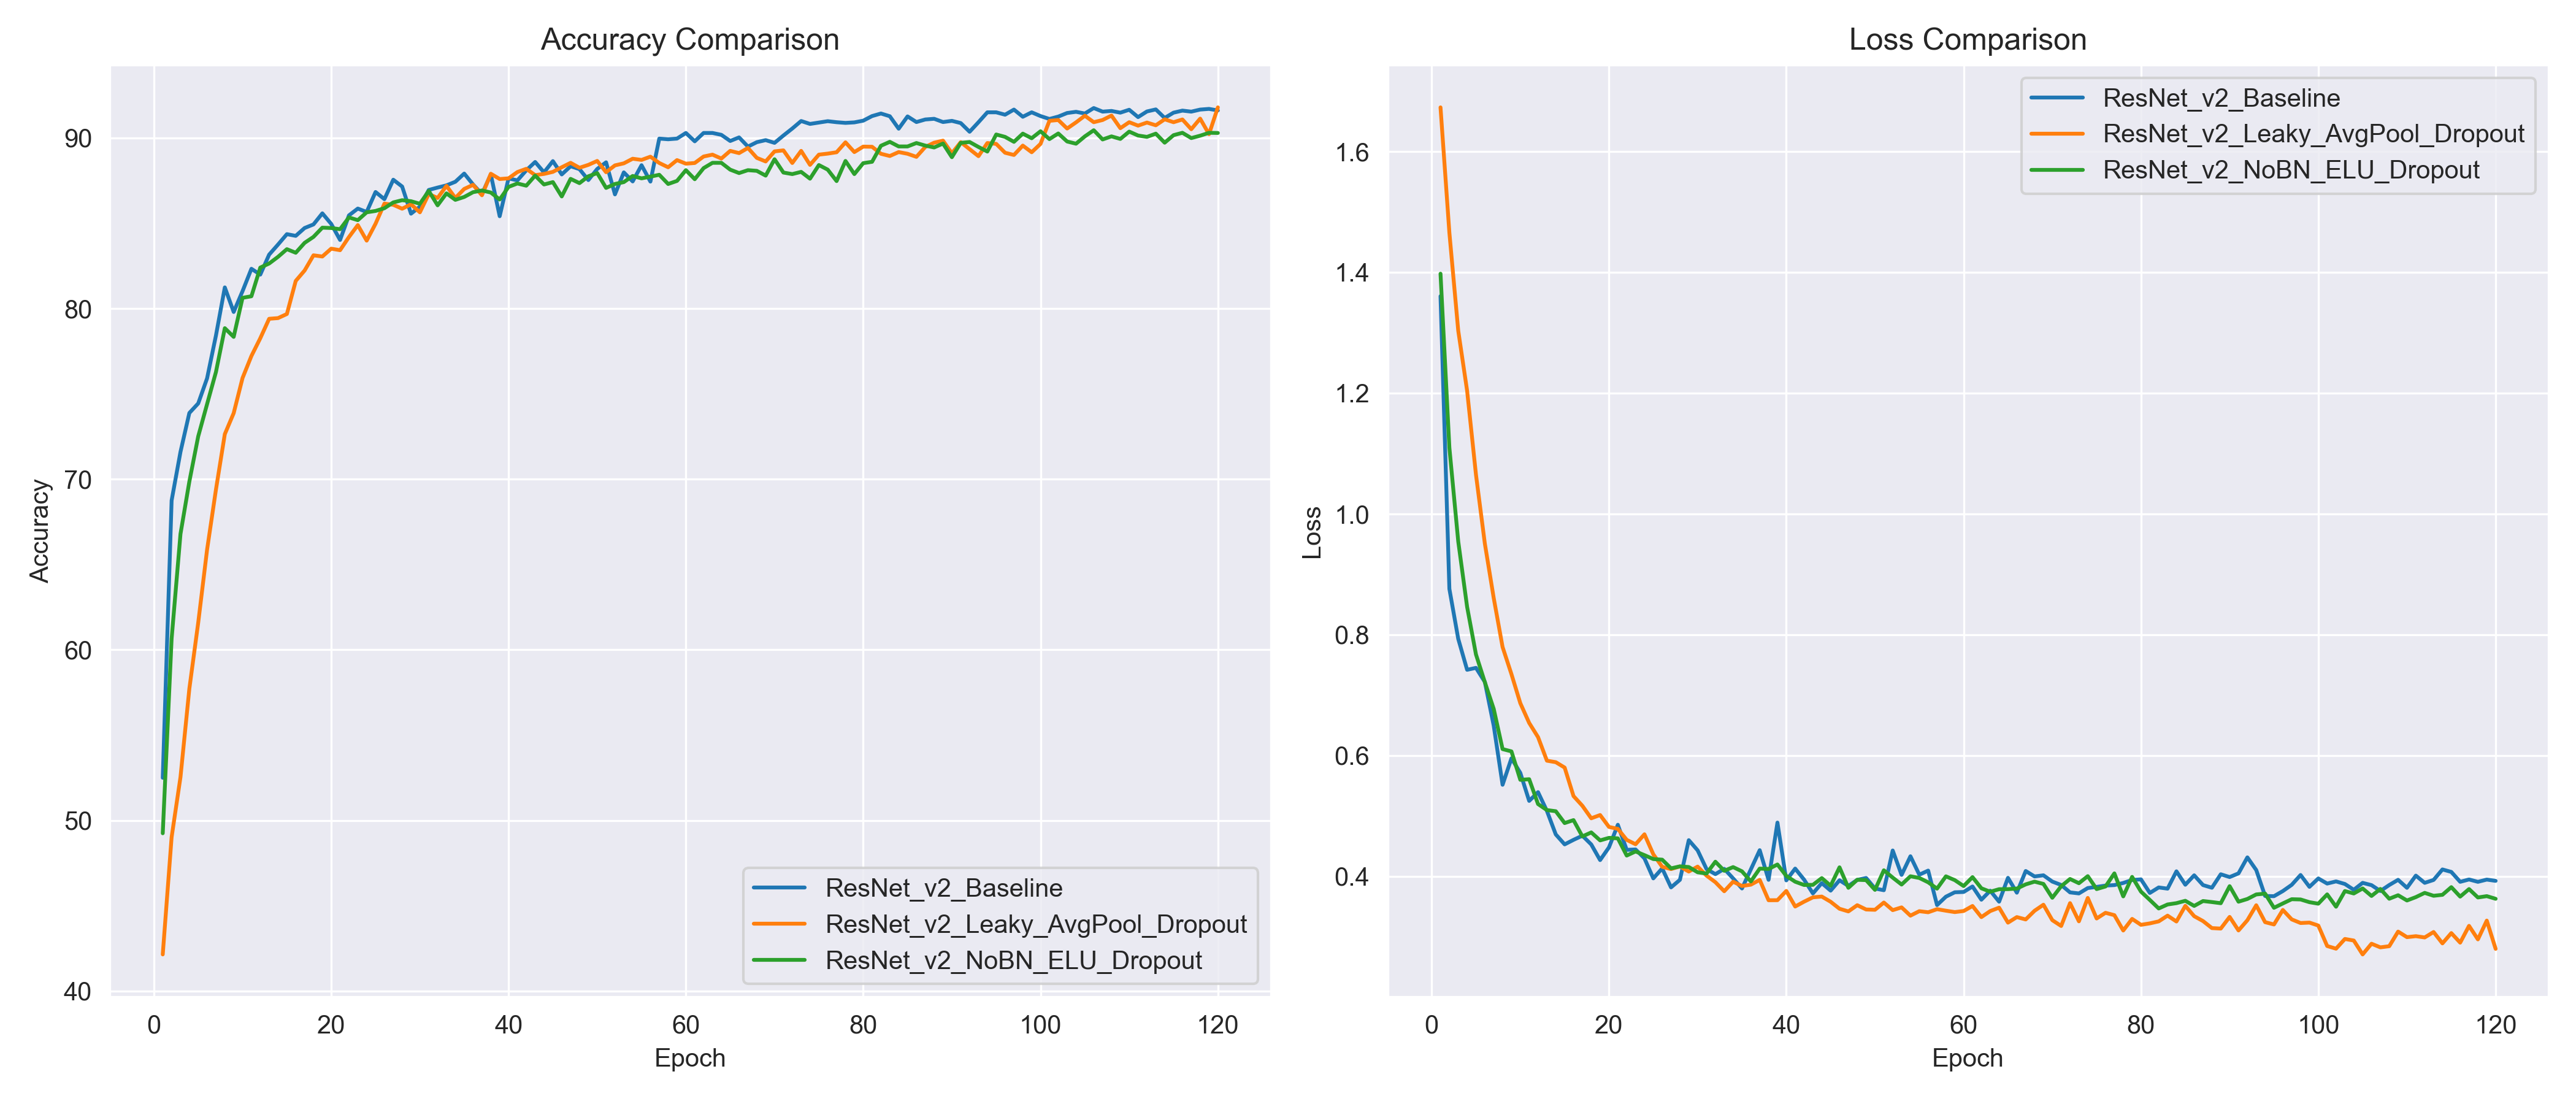 Accuracy Comparison
Accuracy
90
80
70
60
50
40
0 20 40 60 80 100 120
Epoch
ResNet_v2_Baseline
ResNet_v2_Leaky_AvgPool_Dropout
ResNet_v2_NoBN_ELU_Dropout
Loss Comparison
Loss
1.6
1.4
1.2
1.0
0.8
0.6
0.4
0 20 40 60 80 100 120
Epoch
ResNet_v2_Baseline
ResNet_v2_Leaky_AvgPool_Dropout
ResNet_v2_NoBN_ELU_Dropout